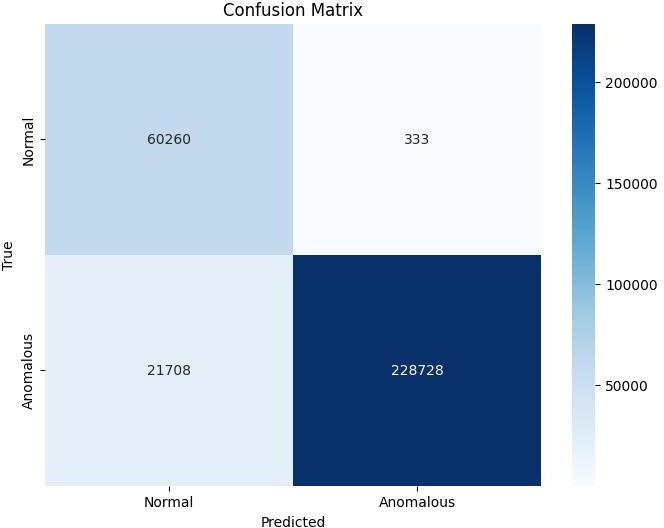 Confusion Matrix
True
Normal
60260
333
200000
150000
100000
50000
Anomalous
21708
228728
Normal
Anomalous
Predicted